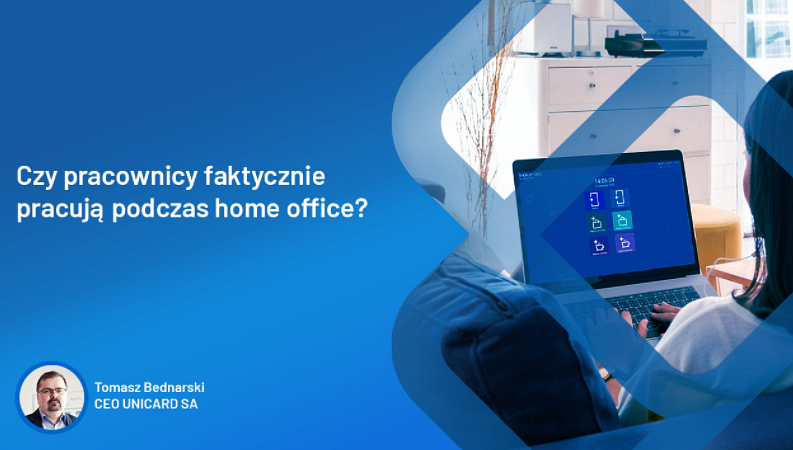 Czy pracownicy faktycznie
pracują podczas home office?
Tomasz Bednarski
CEO UNICARD SA